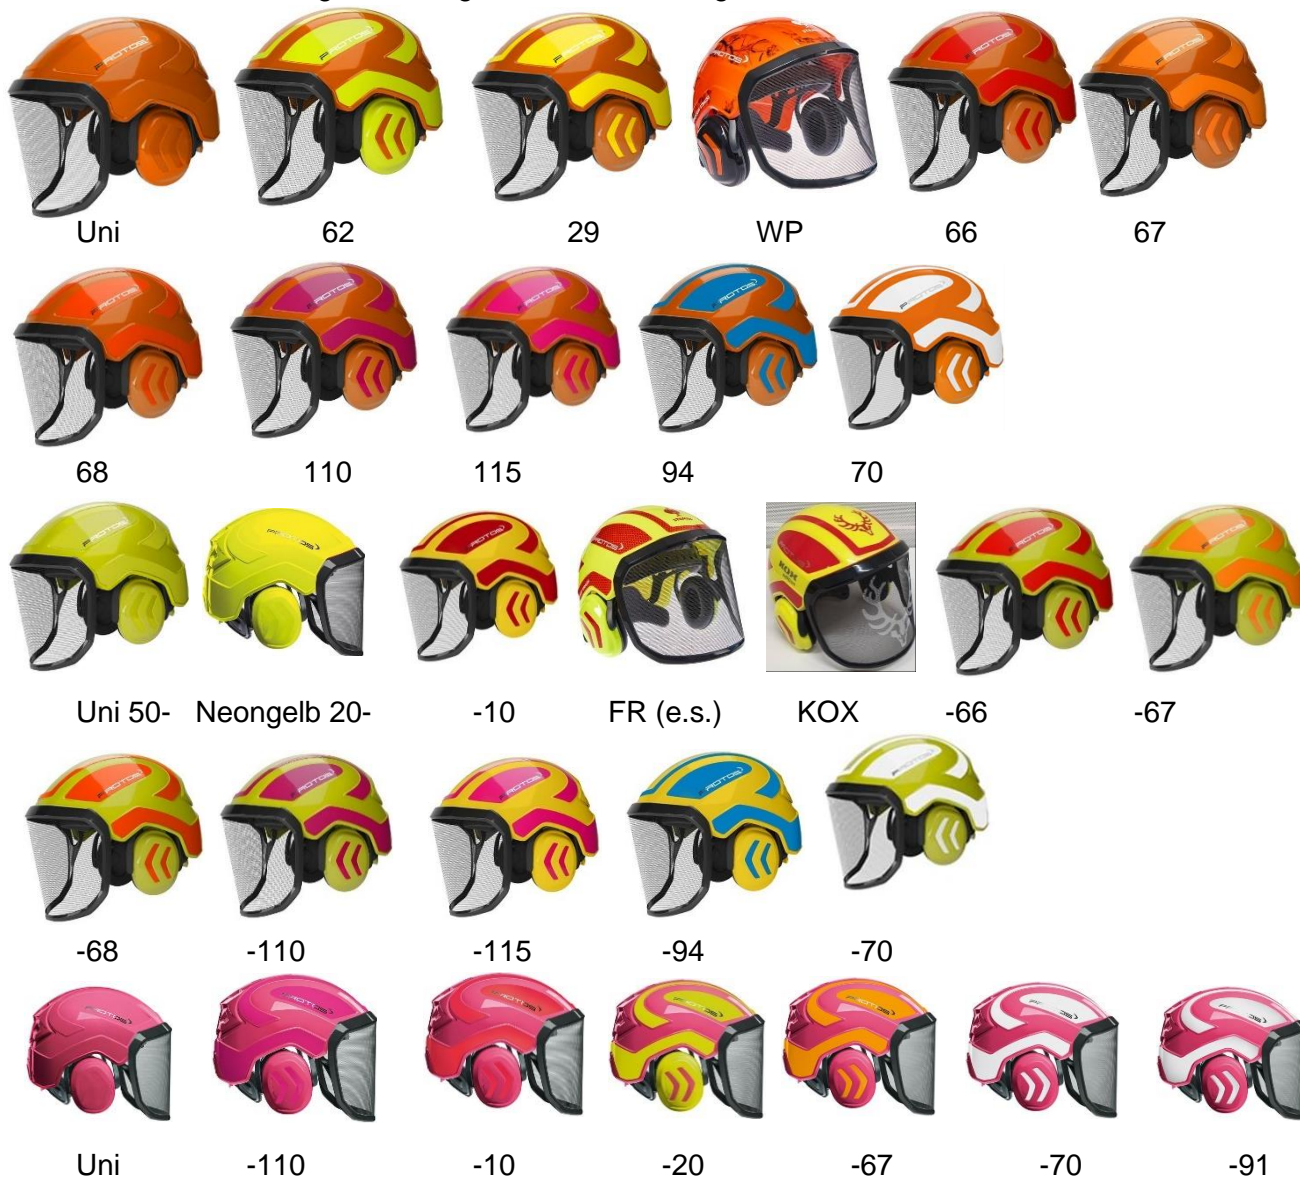 Uni 62 29 WP 66 67
68 110 115 94 70
Uni 50- Neongelb 20- -10 FR (e.s.) KOX -66 -67
-68 -110 -115 -94 -70
Uni -110 -10 -20 -67 -70 -91